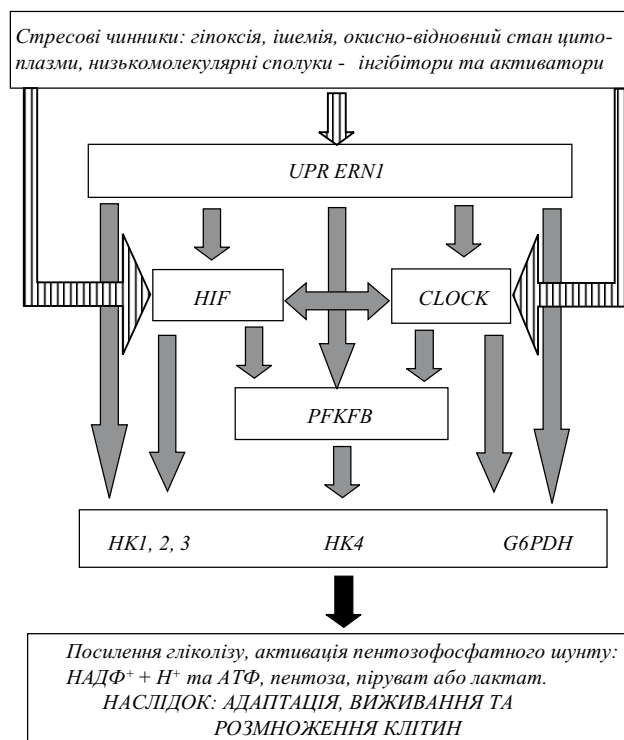 Стресові чинники: гіпоксія, ішемія, окисно-відновний стан цито-
плазми, низькомолекулярні сполуки - інгібітори та активатори
UPR ERN1
HIF
CLOCK
PFKFB
HK1, 2, 3 HK4 G6PDH
Посилення гліколізу, активація пентозофосфатного шунту:
НАДФ⁺ + Н⁺ та АТФ, пентоза, піруват або лактат.
НАСЛІДОК: АДАПТАЦІЯ, ВИЖИВАННЯ ТА
РОЗМНОЖЕННЯ КЛІТИН